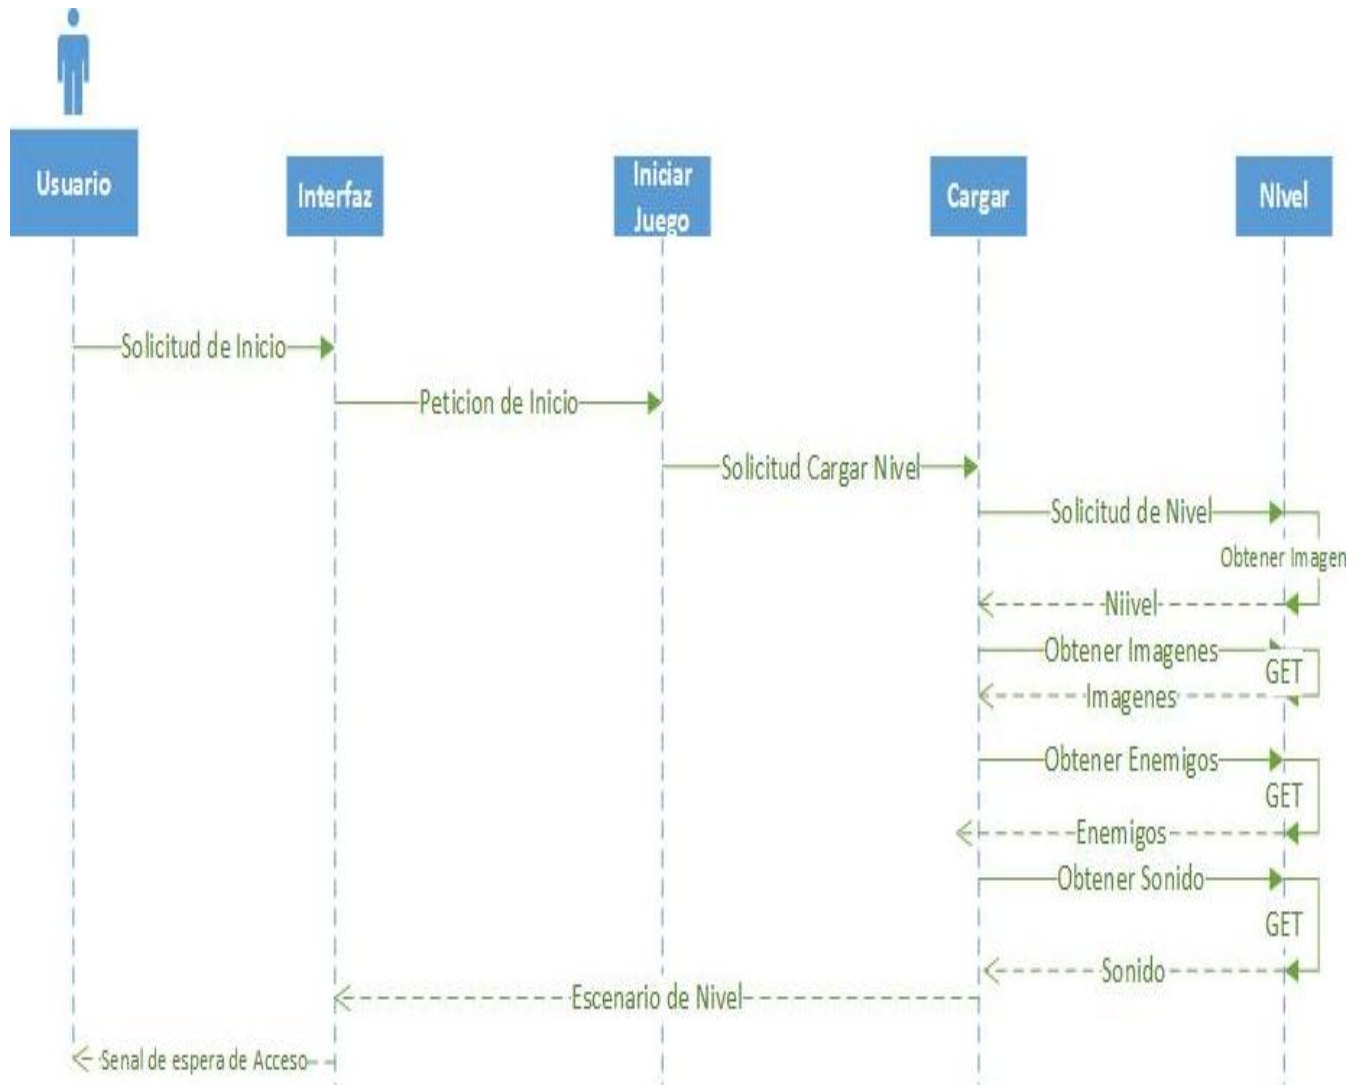 Usuario
Interfaz
Iniciar
Juego
Cargar
NIvel
Solicitud de Inicio
Peticion de Inicio
Solicitud Cargar Nivel
Solicitud de Nivel
Obtener Imagen
Niivel
Obtener Imagenes
GET
Imagenes
Obtener Enemigos
GET
Enemigos
Obtener Sonido
GET
Sonido
Escenario de Nivel
Senal de espera de Acceso